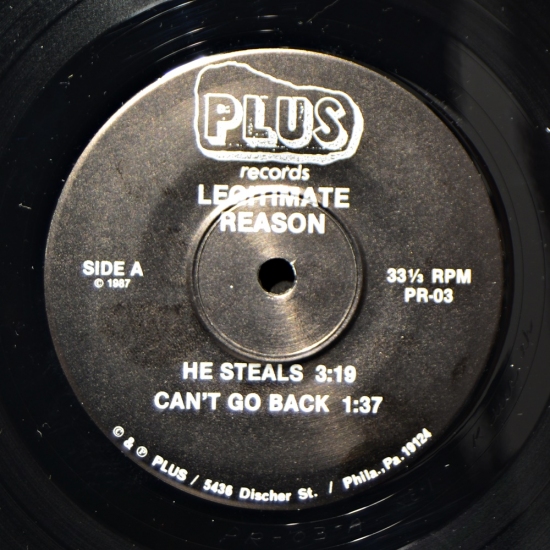 PLUS
records
LEGITIMATE
REASON
SIDE A
© 1987
33⅓ RPM
PR-03
HE STEALS 3:19
CAN'T GO BACK 1:37
© & ℗ PLUS / 5436 Discher St. / Phila., Pa. 19124